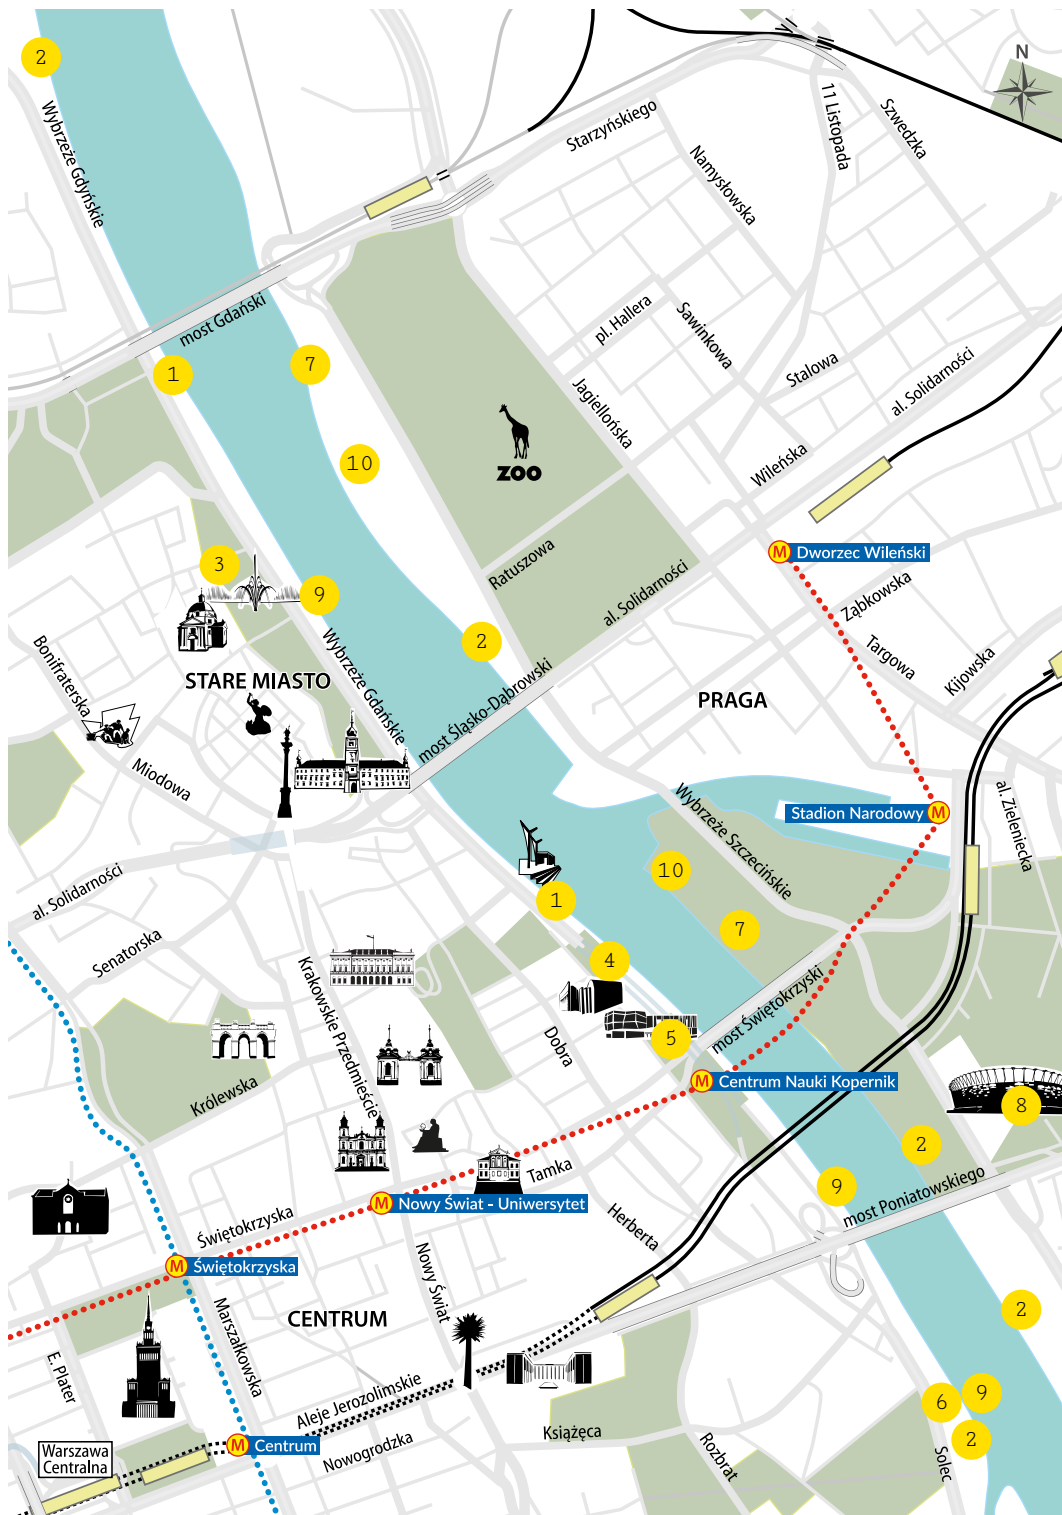 2
N
Wybrzeże Gdyńskie
Starzyńskiego
11 Listopada
Szwedzka
Namysłowska
most Gdański
pl. Hallera
Sawinkowa
1
7
Stalowa
al. Solidarności
Jagiellońska
ZOO
10
Wileńska
3
Ratuszowa
M Dworzec Wileński
9
al. Solidarności
Ząbkowska
2
Targowa
Bonifraterska
STARE MIASTO
Wybrzeże Gdańskie
Kijowska
most Śląsko-Dąbrowski
PRAGA
Miodowa
Wybrzeże Szczecińskie
Stadion Narodowy M
al. Zieleniecka
al. Solidarności
10
1
7
Senatorska
4
Krakowskie Przedmieście
most Świętokrzyski
5
Dobra
Królewska
M Centrum Nauki Kopernik
8
2
Tamka
9
most Poniatowskiego
M Nowy Świat - Uniwersytet
Świętokrzyska
Herberta
M Świętokrzyska
Nowy Świat
CENTRUM
2
Marszałkowska
E. Plater
Aleje Jerozolimskie
6
9
M Centrum
Książęca
2
Warszawa
Centralna
Nowogrodzka
Rozbrat
Solec